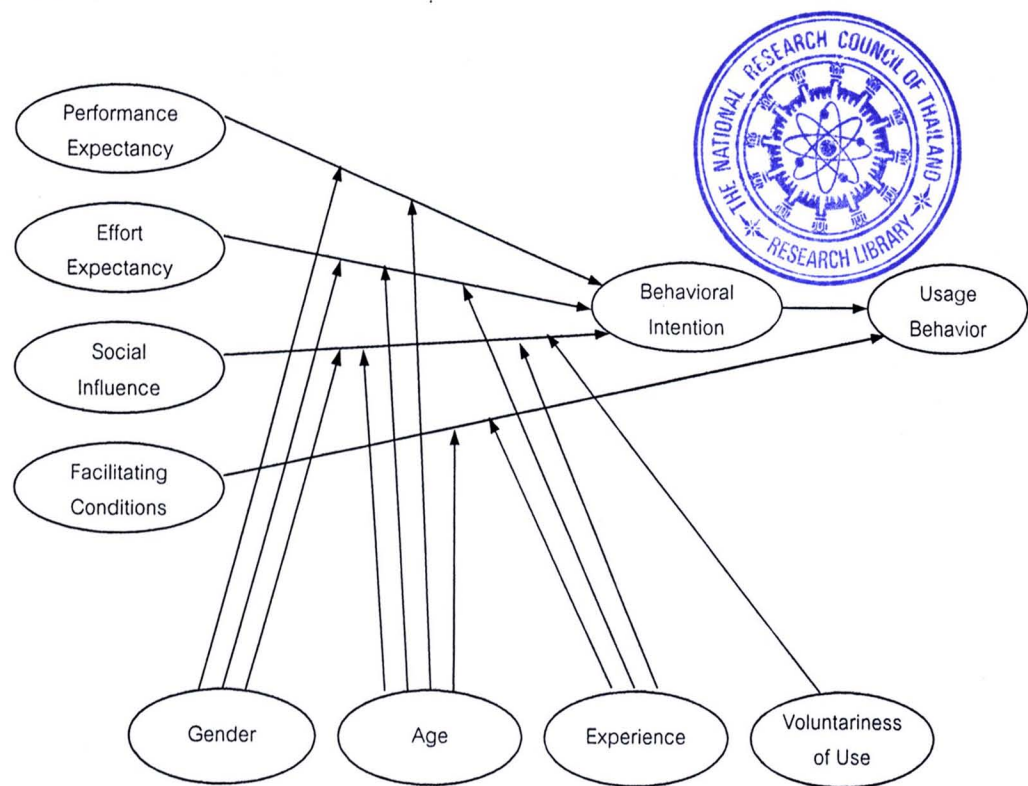 THE NATIONAL RESEARCH COUNCIL OF THAILAND
RESEARCH LIBRARY
Performance
Expectancy
Effort
Expectancy
Social
Influence
Facilitating
Conditions
Behavioral
Intention
Usage
Behavior
Gender
Age
Experience
Voluntariness
of Use